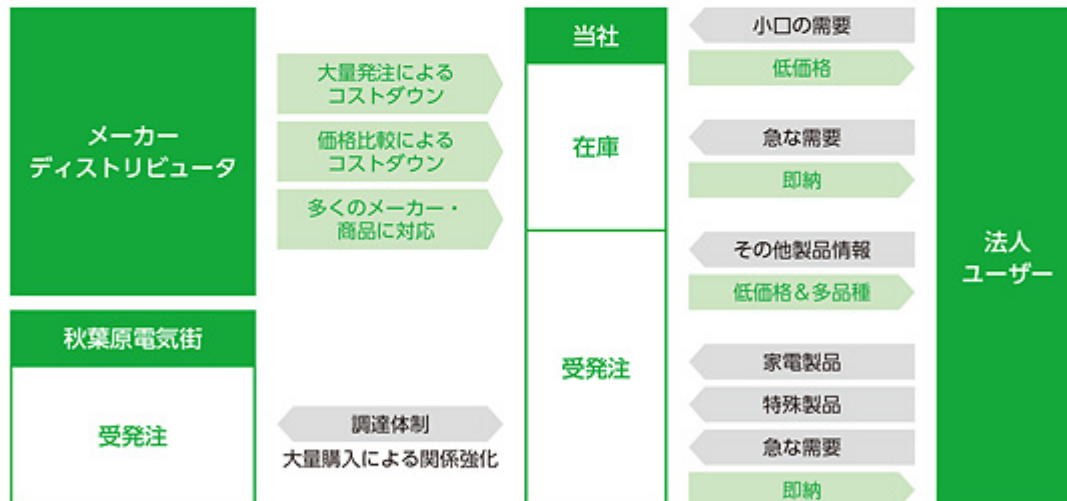 メーカー
ディストリビュータ
秋葉原電気街
受発注
大量発注による
コストダウン
価格比較による
コストダウン
多くのメーカー・
商品に対応
調達体制
大量購入による関係強化
当社
在庫
受発注
小口の需要
低価格
急な需要
即納
その他製品情報
低価格＆多品種
家電製品
特殊製品
急な需要
即納
法人
ユーザー